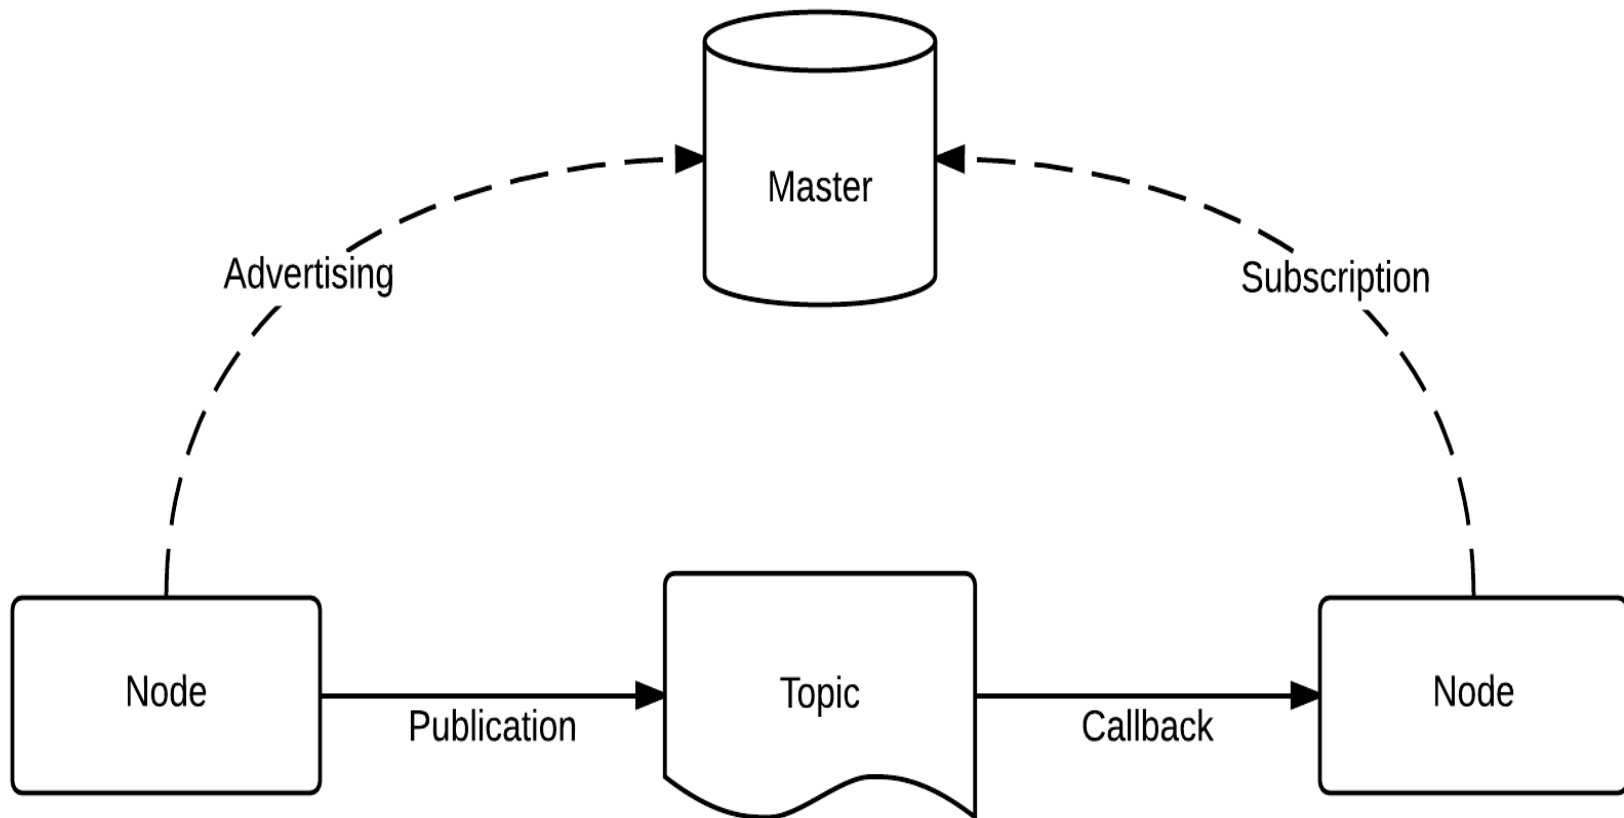 Master
Advertising
Subscription
Node
Topic
Node
Publication
Callback